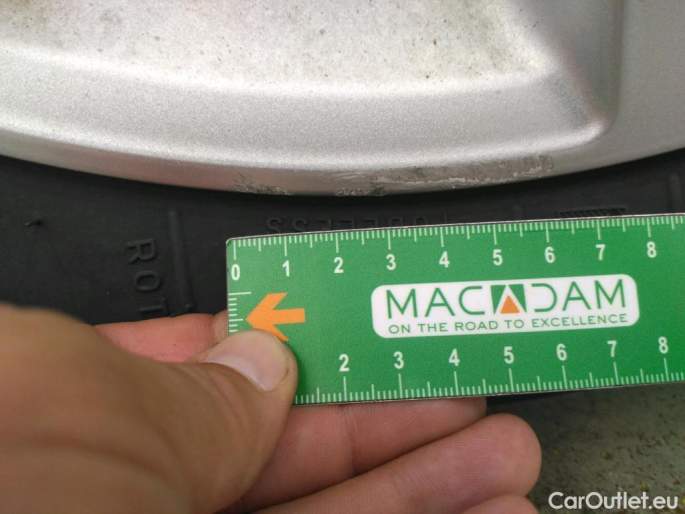 TUBELESS
ROT
0 1 2 3 4 5 6 7 8
MACADAM
ON THE ROAD TO EXCELLENCE
2 3 4 5 6 7 8
CarOutlet.eu